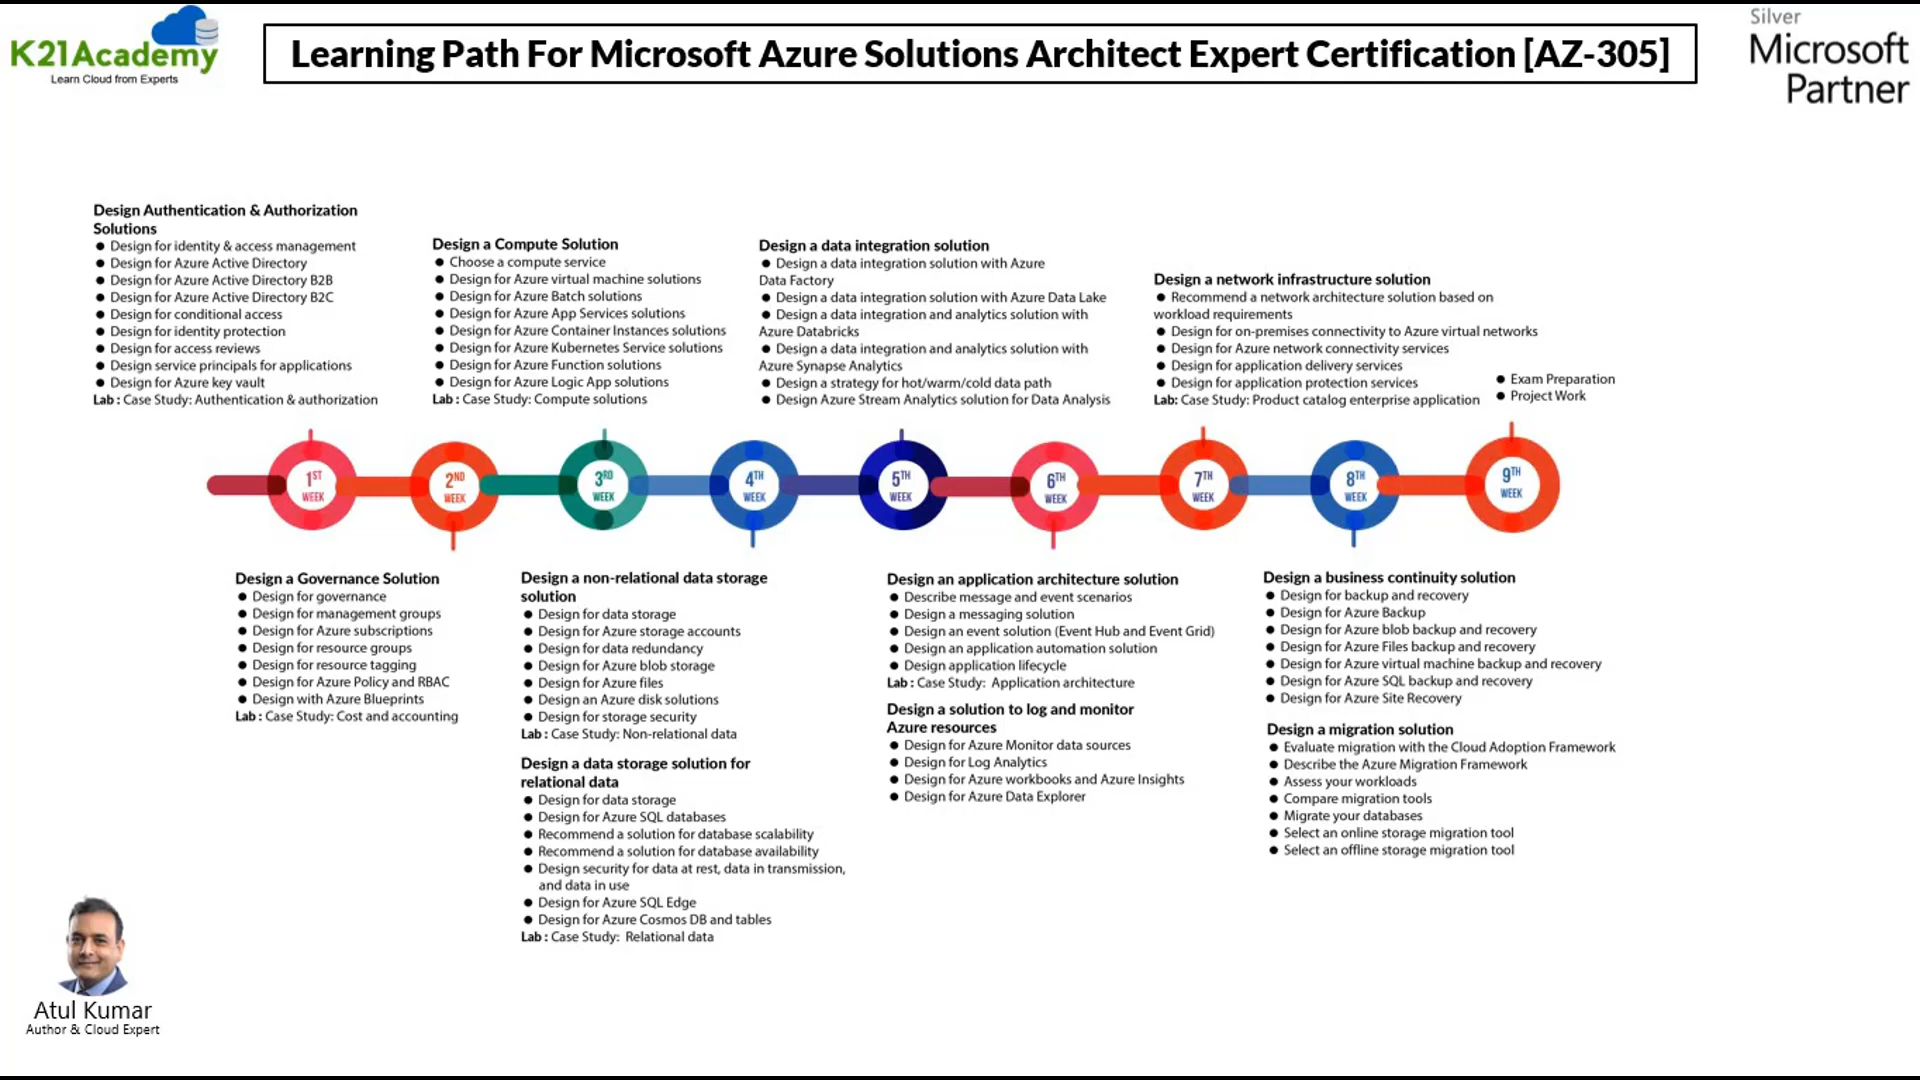 K21Academy
Learn Cloud from Experts
Learning Path For Microsoft Azure Solutions Architect Expert Certification [AZ-305]
Silver
Microsoft
Partner
Design Authentication & Authorization
Solutions
● Design for identity & access management
● Design for Azure Active Directory
● Design for Azure Active Directory B2B
● Design for Azure Active Directory B2C
● Design for conditional access
● Design for identity protection
● Design for access reviews
● Design service principals for applications
● Design for Azure key vault
Lab : Case Study: Authentication & authorization
Design a Compute Solution
● Choose a compute service
● Design for Azure virtual machine solutions
● Design for Azure Batch solutions
● Design for Azure App Services solutions
● Design for Azure Container Instances solutions
● Design for Azure Kubernetes Service solutions
● Design for Azure Function solutions
● Design for Azure Logic App solutions
Lab : Case Study: Compute solutions
Design a data integration solution
● Design a data integration solution with Azure
Data Factory
● Design a data integration solution with Azure Data Lake
● Design a data integration and analytics solution with
Azure Databricks
● Design a data integration and analytics solution with
Azure Synapse Analytics
● Design a strategy for hot/warm/cold data path
● Design Azure Stream Analytics solution for Data Analysis
Design a network infrastructure solution
● Recommend a network architecture solution based on
workload requirements
● Design for on-premises connectivity to Azure virtual networks
● Design for Azure network connectivity services
● Design for application delivery services
● Design for application protection services
Lab: Case Study: Product catalog enterprise application
● Exam Preparation
● Project Work
1ST
WEEK
2ND
WEEK
3RD
WEEK
4TH
WEEK
5TH
WEEK
6TH
WEEK
7TH
WEEK
8TH
WEEK
9TH
WEEK
Design a Governance Solution
● Design for governance
● Design for management groups
● Design for Azure subscriptions
● Design for resource groups
● Design for resource tagging
● Design for Azure Policy and RBAC
● Design with Azure Blueprints
Lab : Case Study: Cost and accounting
Design a non-relational data storage
solution
● Design for data storage
● Design for Azure storage accounts
● Design for data redundancy
● Design for Azure blob storage
● Design for Azure files
● Design an Azure disk solutions
● Design for storage security
Lab : Case Study: Non-relational data
Design a data storage solution for
relational data
● Design for data storage
● Design for Azure SQL databases
● Recommend a solution for database scalability
● Recommend a solution for database availability
● Design security for data at rest, data in transmission,
and data in use
● Design for Azure SQL Edge
● Design for Azure Cosmos DB and tables
Lab : Case Study: Relational data
Design an application architecture solution
● Describe message and event scenarios
● Design a messaging solution
● Design an event solution (Event Hub and Event Grid)
● Design an application automation solution
● Design application lifecycle
Lab : Case Study: Application architecture
Design a solution to log and monitor
Azure resources
● Design for Azure Monitor data sources
● Design for Log Analytics
● Design for Azure workbooks and Azure Insights
● Design for Azure Data Explorer
Design a business continuity solution
● Design for backup and recovery
● Design for Azure Backup
● Design for Azure blob backup and recovery
● Design for Azure Files backup and recovery
● Design for Azure virtual machine backup and recovery
● Design for Azure SQL backup and recovery
● Design for Azure Site Recovery
Design a migration solution
● Evaluate migration with the Cloud Adoption Framework
● Describe the Azure Migration Framework
● Assess your workloads
● Compare migration tools
● Migrate your databases
● Select an online storage migration tool
● Select an offline storage migration tool
Atul Kumar
Author & Cloud Expert